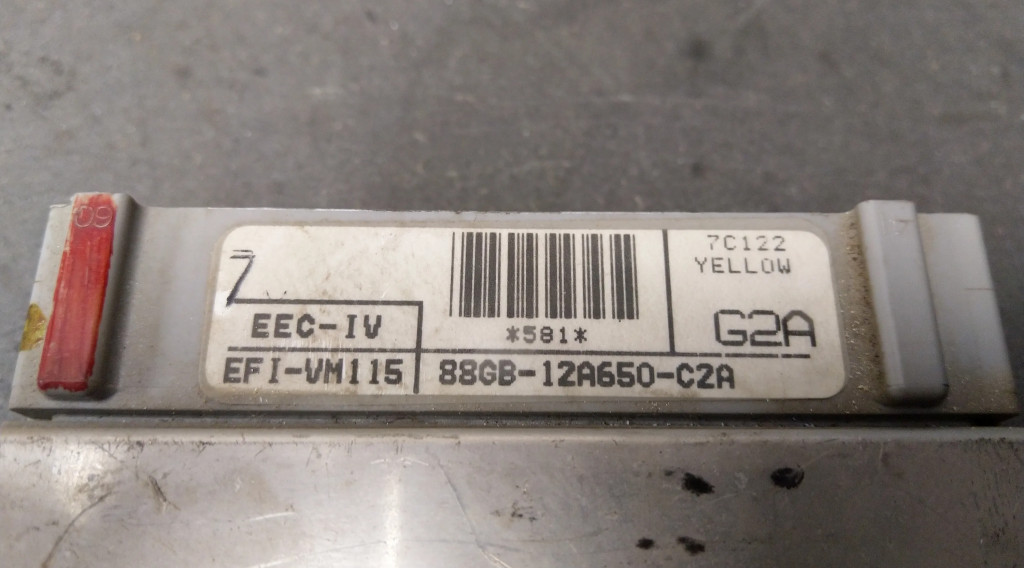 09
7
7C122
YELLOW
EEC-IV
*581*
G2A
EFI-VM115
88GB-12A650-C2A